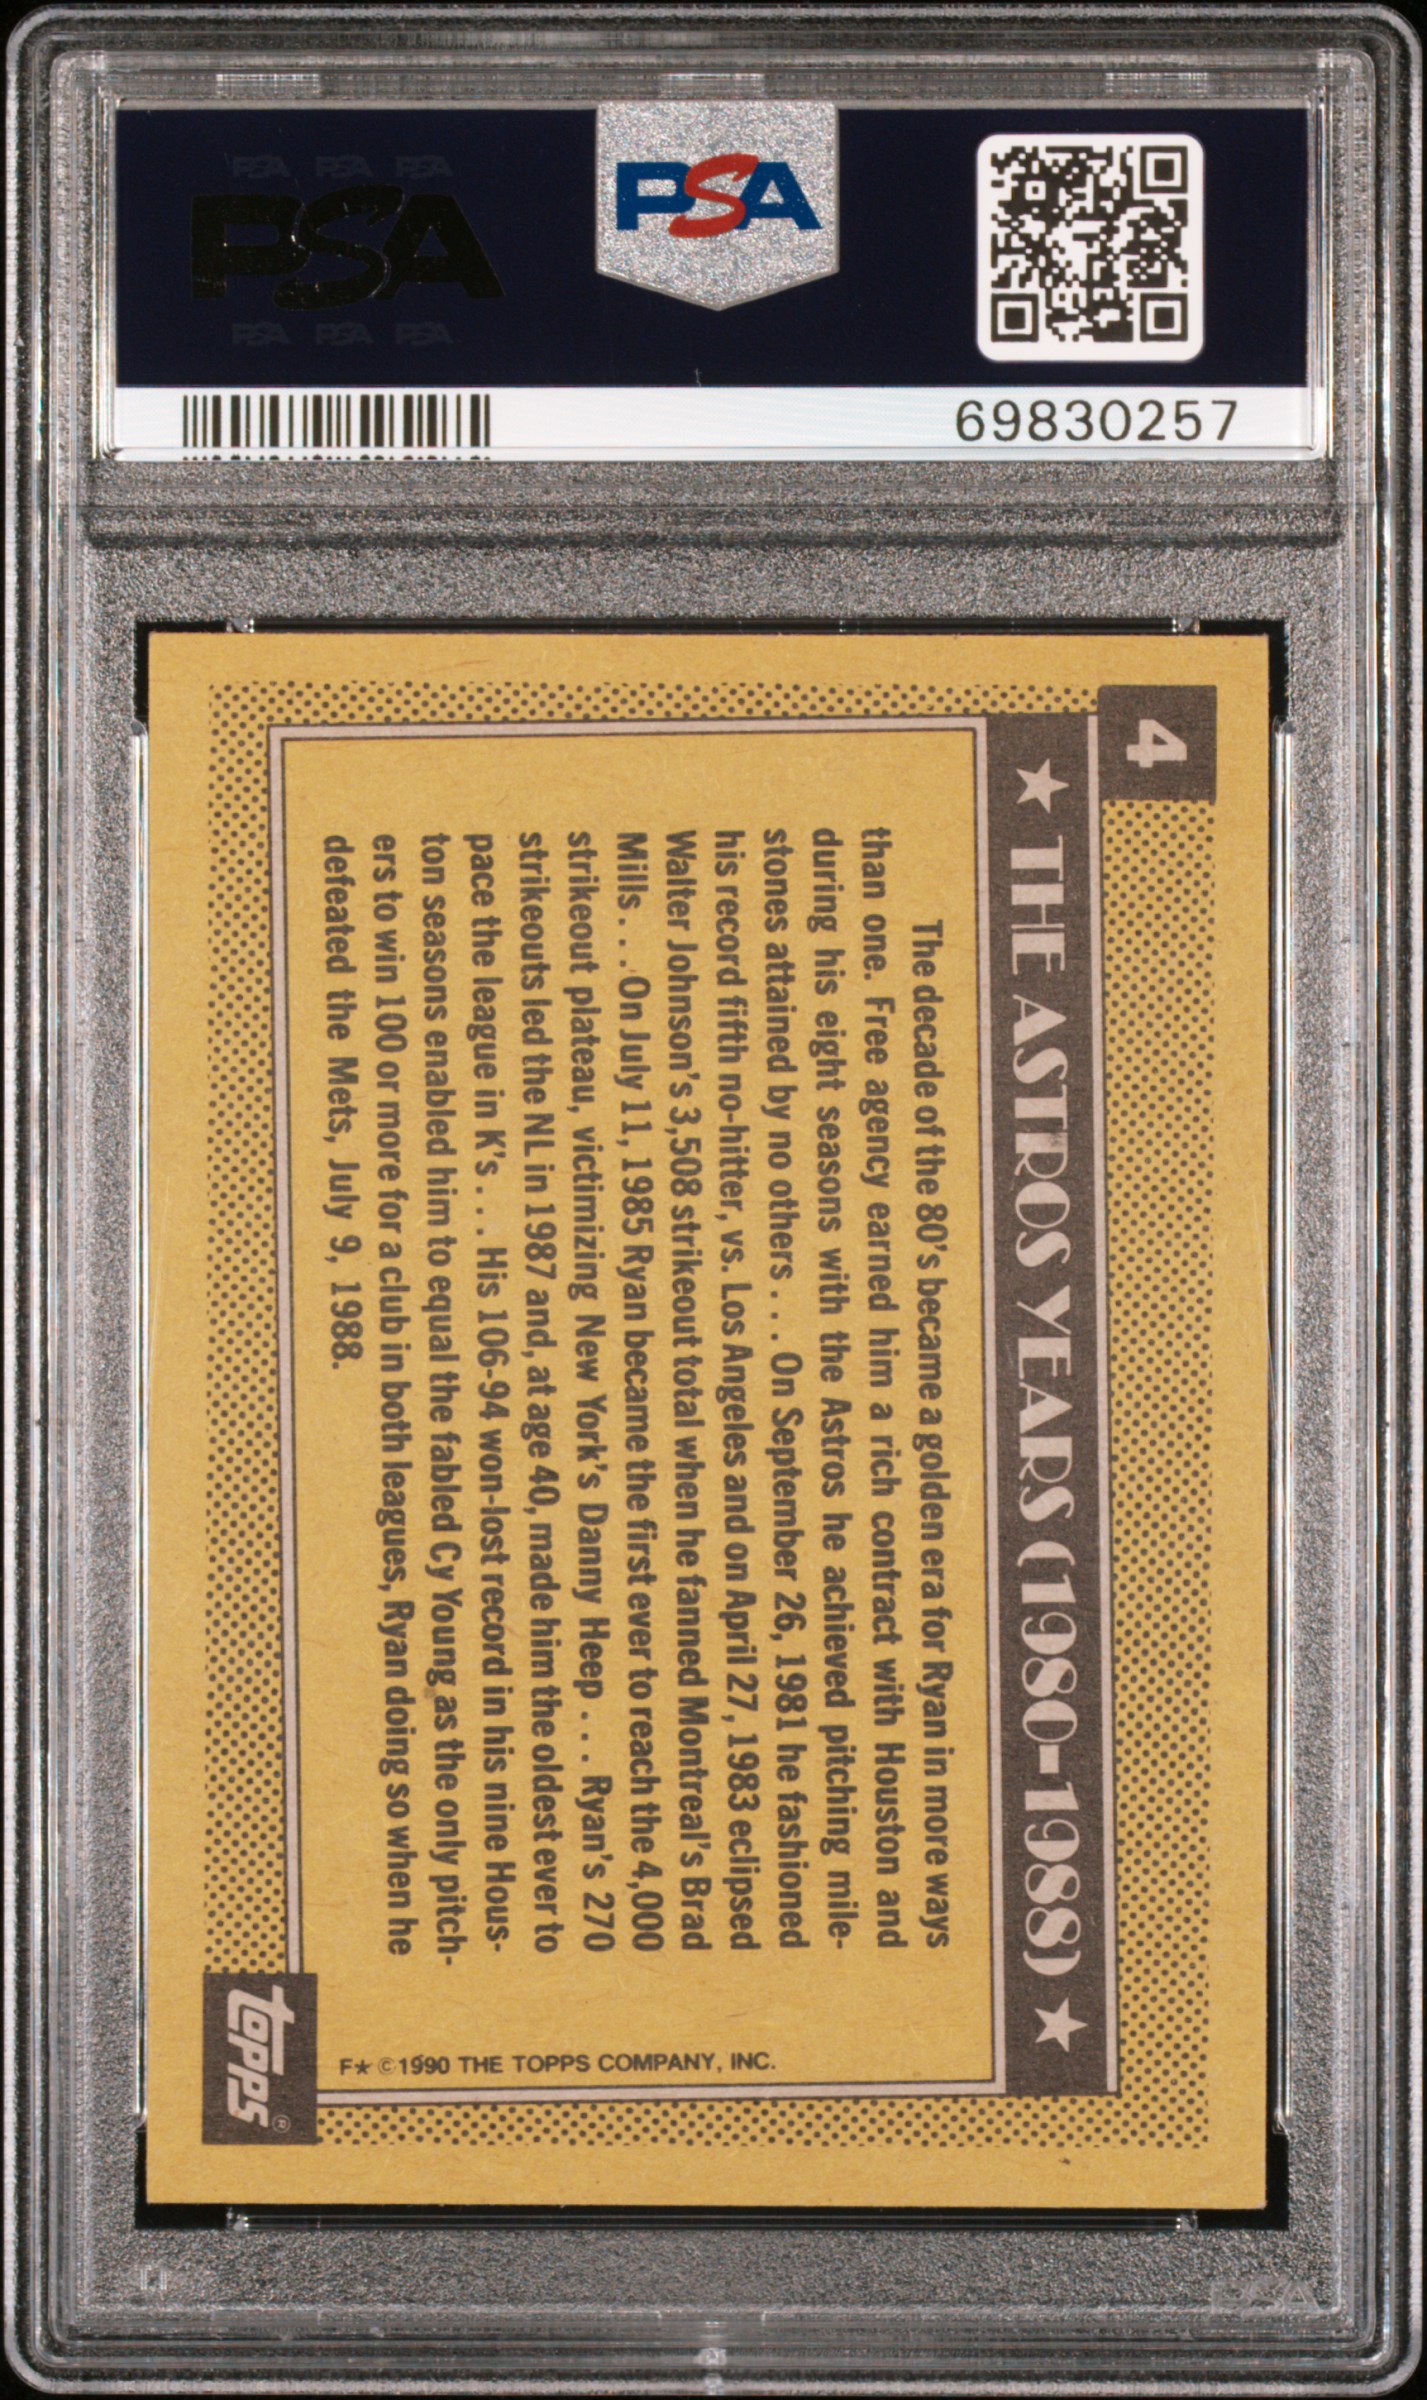 PSA PSA PSA
PSA
PSA PSA PSA
PSA
69830257
4
★ THE ASTROS YEARS (1980-1988) ★
The decade of the 80's became a golden era for Ryan in more ways
than one. Free agency earned him a rich contract with Houston and
during his eight seasons with the Astros he achieved pitching mile-
stones attained by no others . . . On September 26, 1981 he fashioned
his record fifth no-hitter, vs. Los Angeles and on April 27, 1983 eclipsed
Walter Johnson's 3,508 strikeout total when he fanned Montreal's Brad
Mills . . . On July 11, 1985 Ryan became the first ever to reach the 4,000
strikeout plateau, victimizing New York's Danny Heep . . . Ryan's 270
strikeouts led the NL in 1987 and, at age 40, made him the oldest ever to
pace the league in K's . . . His 106-94 won-lost record in his nine Hous-
ton seasons enabled him to equal the fabled Cy Young as the only pitch-
ers to win 100 or more for a club in both leagues, Ryan doing so when he
defeated the Mets, July 9, 1988.
F★ © 1990 THE TOPPS COMPANY, INC.
topps®
PSA